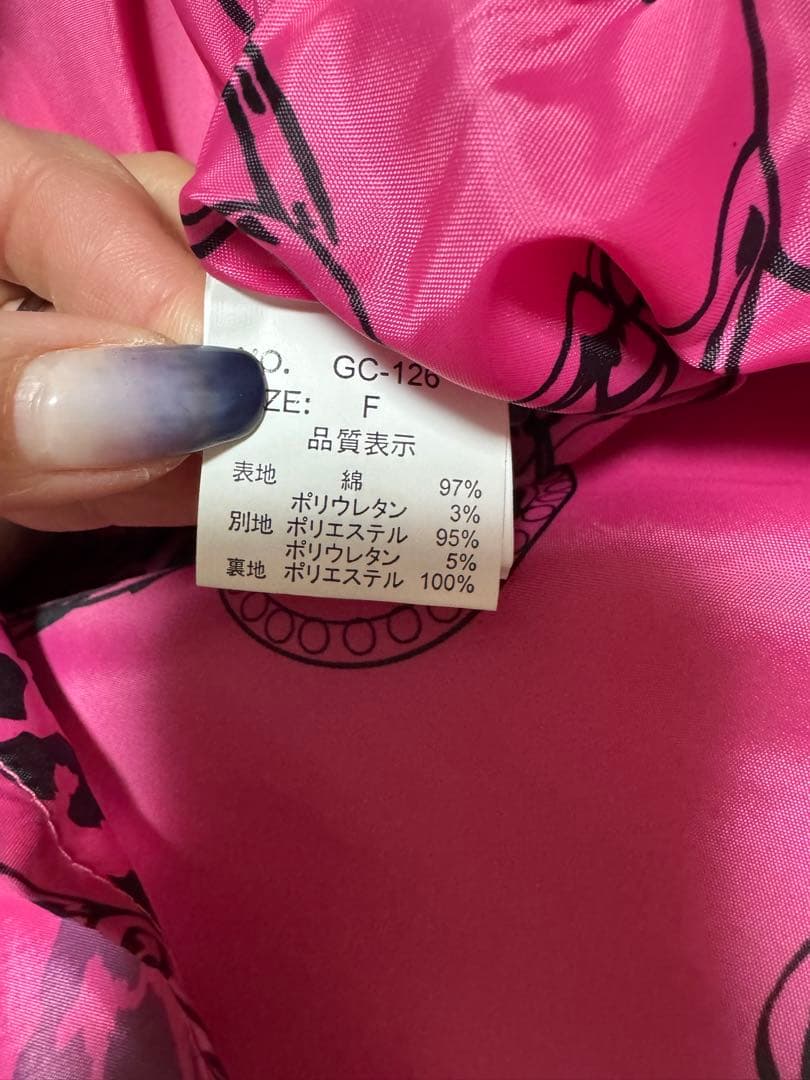 NO. GC-126
ZE: F
品質表示
表地 綿 97%
ポリウレタン 3%
別地 ポリエステル 95%
ポリウレタン 5%
裏地 ポリエステル 100%